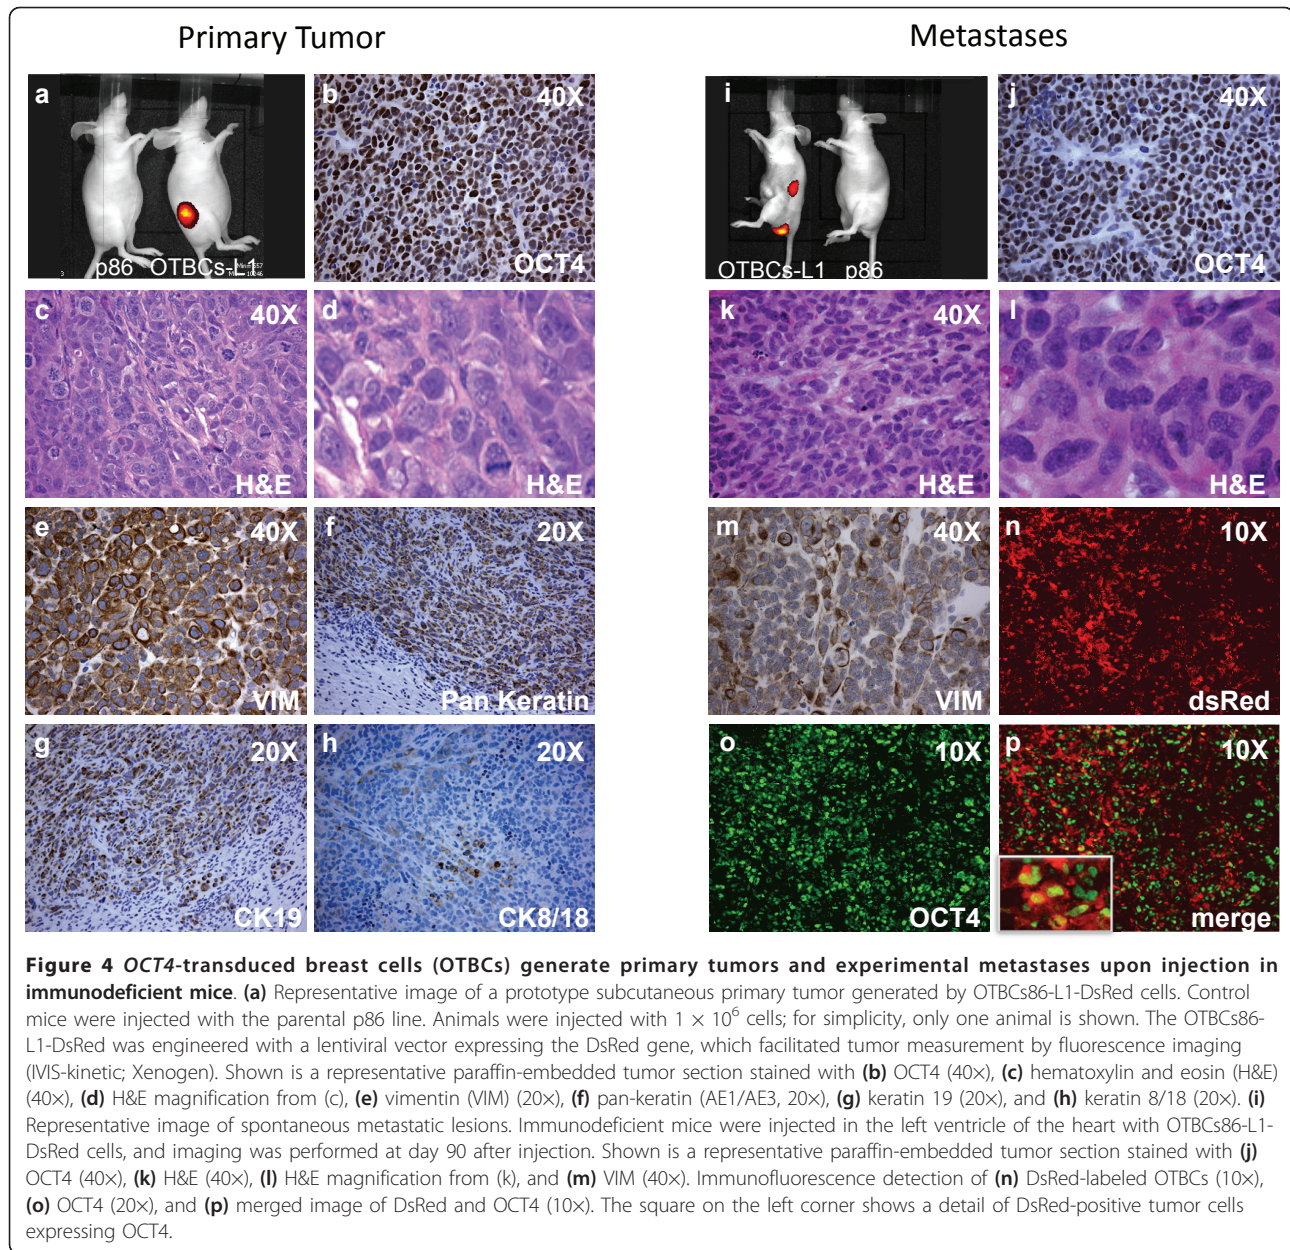 Primary Tumor
Metastases
a
p86 OTBCs-L1
3
b
40X
OCT4
i
OTBCs-L1 p86
j
40X
OCT4
c
40X
H&E
d
H&E
k
40X
H&E
l
H&E
e
40X
VIM
f
20X
Pan Keratin
m
40X
VIM
n
10X
dsRed
g
20X
CK19
h
20X
CK8/18
o
10X
OCT4
p
10X
merge
Figure 4 OCT4-transduced breast cells (OTBCs) generate primary tumors and experimental metastases upon injection in
immunodeficient mice. (a) Representative image of a prototype subcutaneous primary tumor generated by OTBCs86-L1-DsRed cells. Control
mice were injected with the parental p86 line. Animals were injected with 1 × 10⁶ cells; for simplicity, only one animal is shown. The OTBCs86-
L1-DsRed was engineered with a lentiviral vector expressing the DsRed gene, which facilitated tumor measurement by fluorescence imaging
(IVIS-kinetic; Xenogen). Shown is a representative paraffin-embedded tumor section stained with (b) OCT4 (40×), (c) hematoxylin and eosin (H&E)
(40×), (d) H&E magnification from (c), (e) vimentin (VIM) (20×), (f) pan-keratin (AE1/AE3, 20×), (g) keratin 19 (20×), and (h) keratin 8/18 (20×). (i)
Representative image of spontaneous metastatic lesions. Immunodeficient mice were injected in the left ventricle of the heart with OTBCs86-L1-
DsRed cells, and imaging was performed at day 90 after injection. Shown is a representative paraffin-embedded tumor section stained with (j)
OCT4 (40×), (k) H&E (40×), (l) H&E magnification from (k), and (m) VIM (40×). Immunofluorescence detection of (n) DsRed-labeled OTBCs (10×),
(o) OCT4 (20×), and (p) merged image of DsRed and OCT4 (10×). The square on the left corner shows a detail of DsRed-positive tumor cells
expressing OCT4.